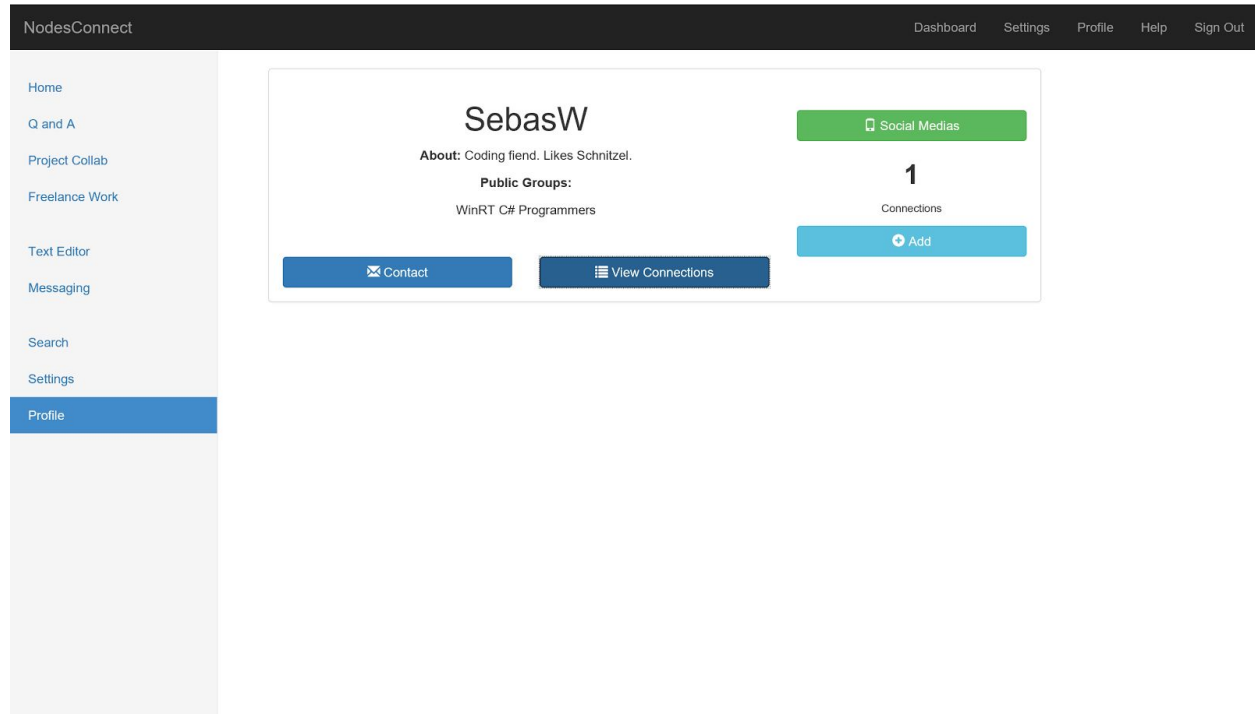 NodesConnect
Dashboard Settings Profile Help Sign Out
Home
Q and A
Project Collab
Freelance Work
Text Editor
Messaging
Search
Settings
Profile
SebasW
About: Coding fiend. Likes Schnitzel.
Public Groups:
WinRT C# Programmers
Contact
View Connections
Social Medias
1
Connections
Add